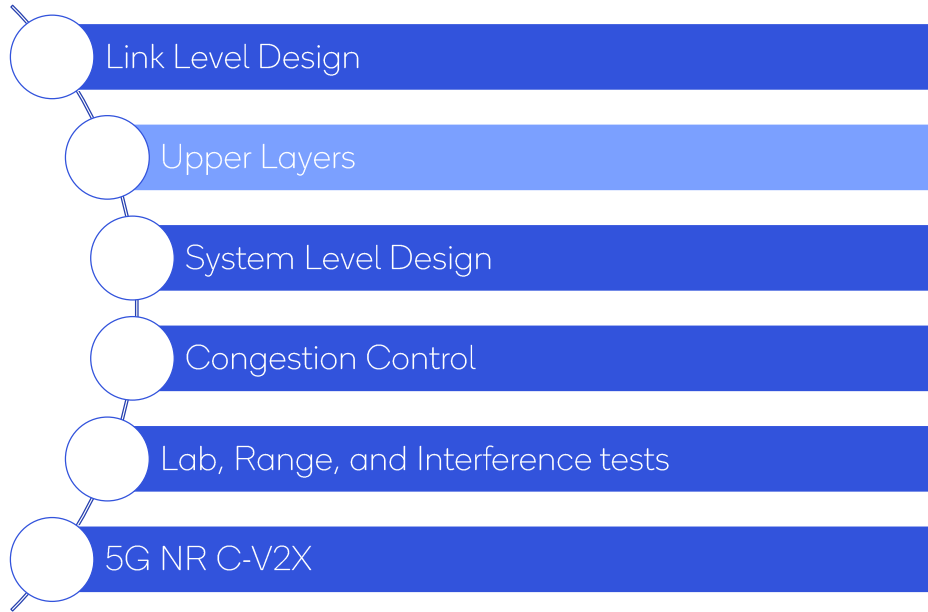 Link Level Design
Upper Layers
System Level Design
Congestion Control
Lab, Range, and Interference tests
5G NR C-V2X